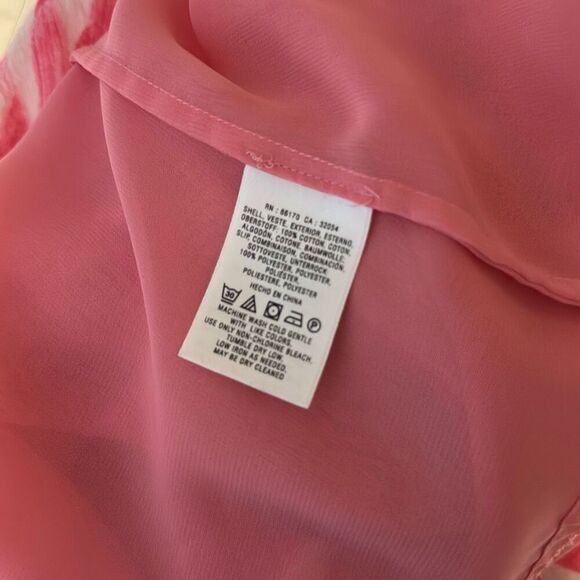 RN : 66170 CA : 32054
SHELL, VESTE, EXTERIOR, ESTERNO,
OBERSTOFF: 100% COTTON, COTON,
ALGODÓN, COTONE, BAUMWOLLE;
SLIP, COMBINAISON, COMBINACIÓN,
SOTTOVESTE, UNTERROCK:
100% POLYESTER, POLYESTER,
POLIÉSTER,
POLIESTERE, POLYESTER
HECHO EN CHINA
30 P
MACHINE WASH COLD GENTLE
WITH LIKE COLORS.
USE ONLY NON-CHLORINE BLEACH.
TUMBLE DRY LOW.
LOW IRON AS NEEDED.
MAY BE DRY CLEANED